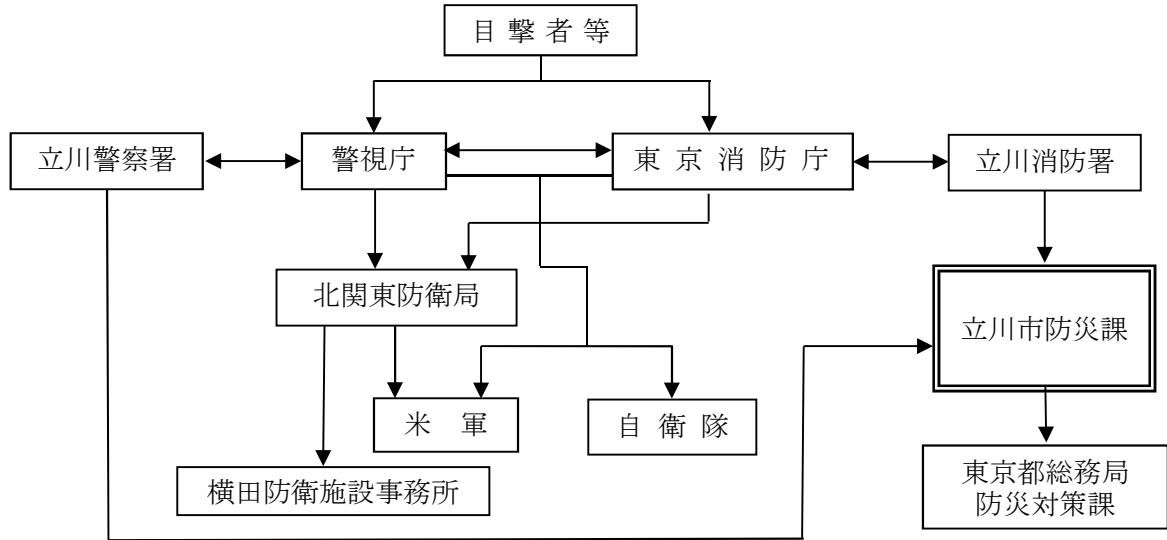 目撃者等
立川警察署
警視庁
東京消防庁
立川消防署
北関東防衛局
立川市防災課
米軍
自衛隊
横田防衛施設事務所
東京都総務局
防災対策課